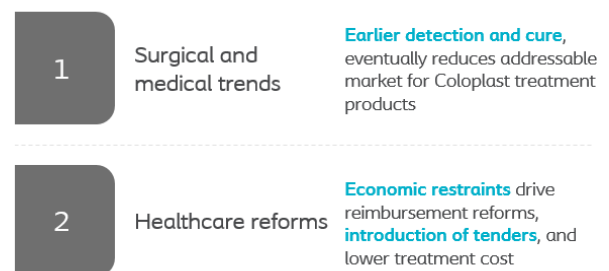 1
Surgical and
medical trends
Earlier detection and cure,
eventually reduces addressable
market for Coloplast treatment
products
2
Healthcare reforms
Economic restraints drive
reimbursement reforms,
introduction of tenders, and
lower treatment cost